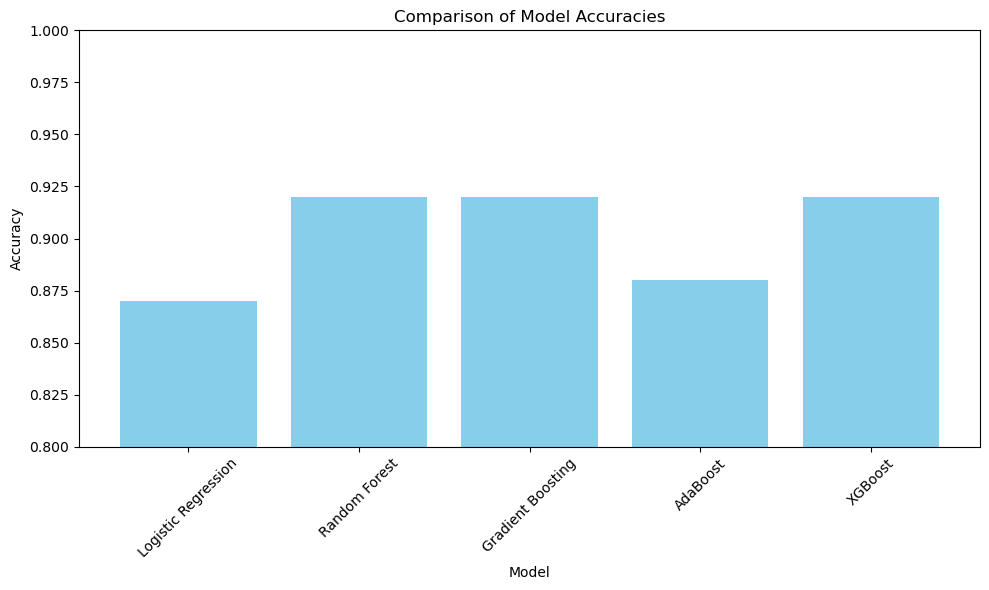 Comparison of Model Accuracies
Accuracy
1.000
0.975
0.950
0.925
0.900
0.875
0.850
0.825
0.800
Logistic Regression
Random Forest
Gradient Boosting
AdaBoost
XGBoost
Model